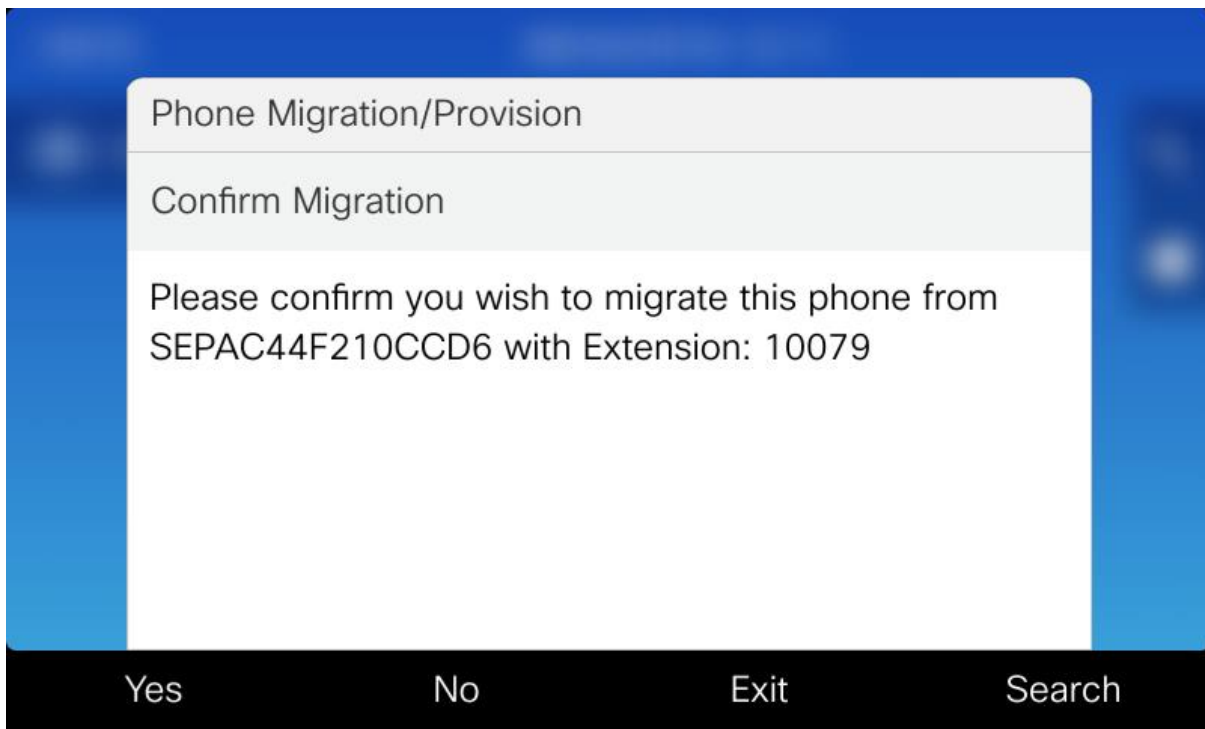 Phone Migration/Provision
Confirm Migration
Please confirm you wish to migrate this phone from
SEPAC44F210CCD6 with Extension: 10079
Yes No Exit Search